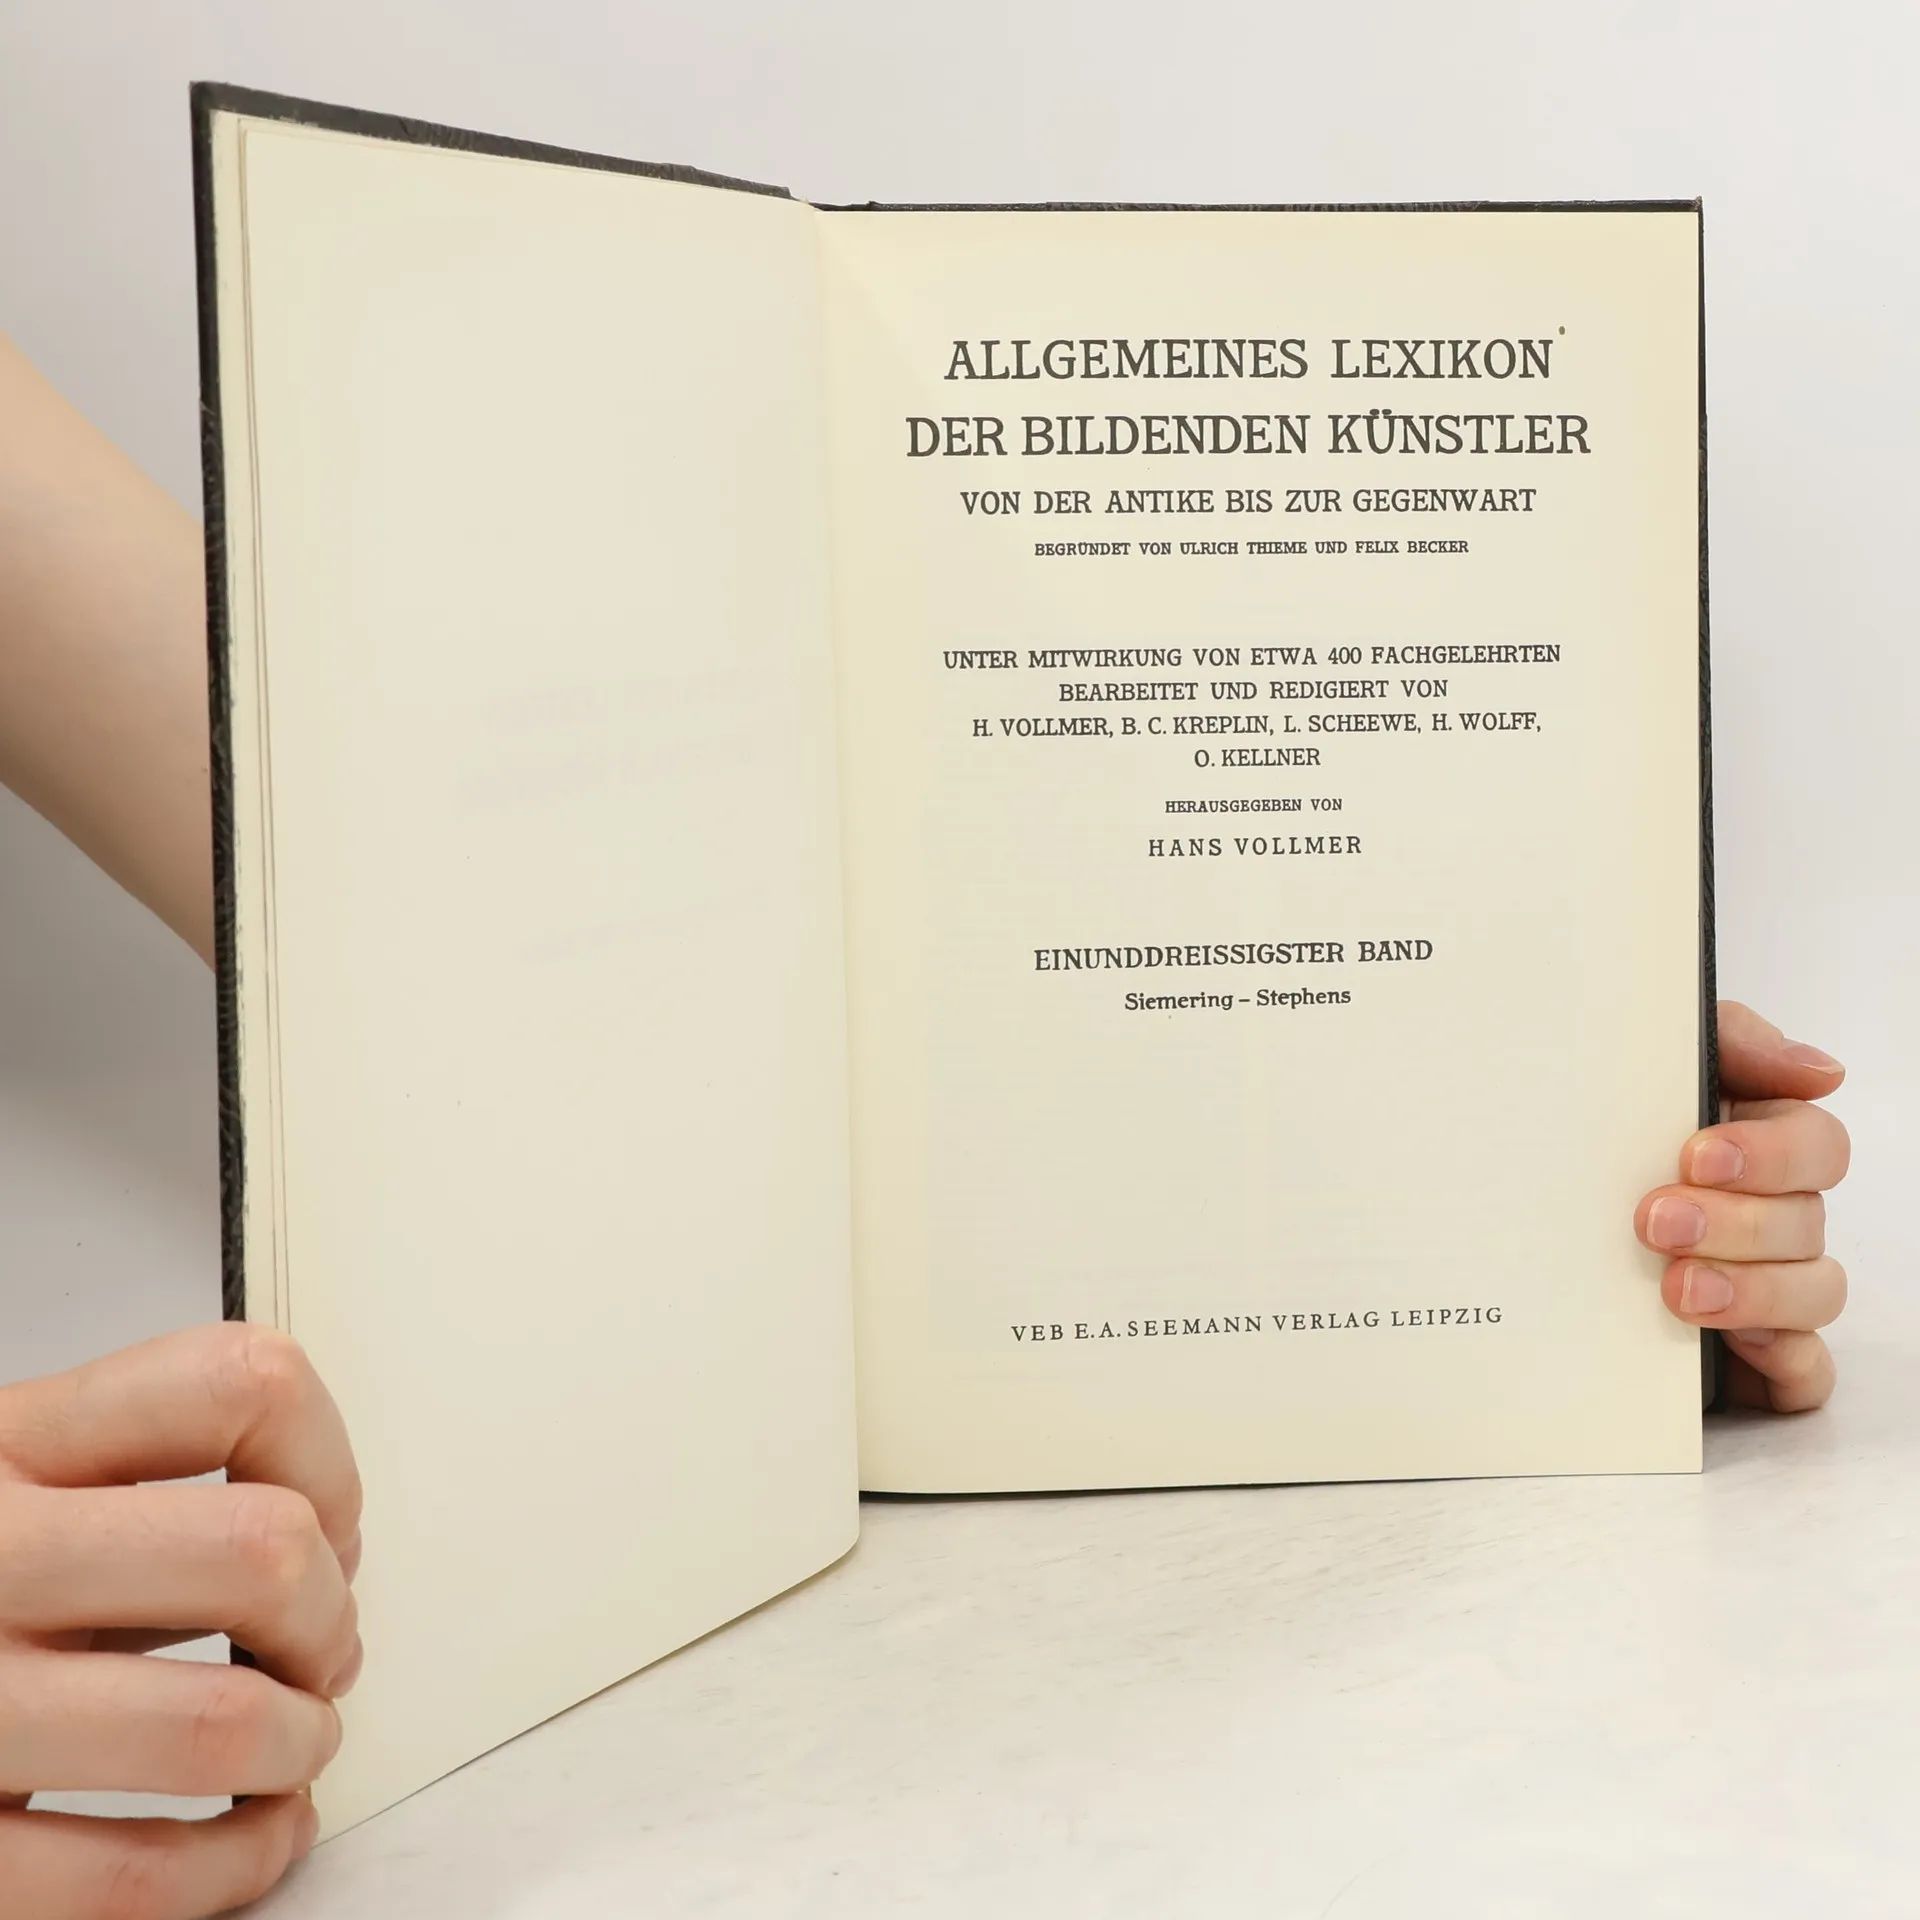 ALLGEMEINES LEXIKON
DER BILDENDEN KÜNSTLER
VON DER ANTIKE BIS ZUR GEGENWART
BEGRÜNDET VON ULRICH THIEME UND FELIX BECKER
UNTER MITWIRKUNG VON ETWA 400 FACHGELEHRTEN
BEARBEITET UND REDIGIERT VON
H. VOLLMER, B. C. KREPLIN, L. SCHEEWE, H. WOLFF,
O. KELLNER
HERAUSGEGEBEN VON
HANS VOLLMER
EINUNDDREISSIGSTER BAND
Siemering – Stephens
VEB E. A. SEEMANN VERLAG LEIPZIG